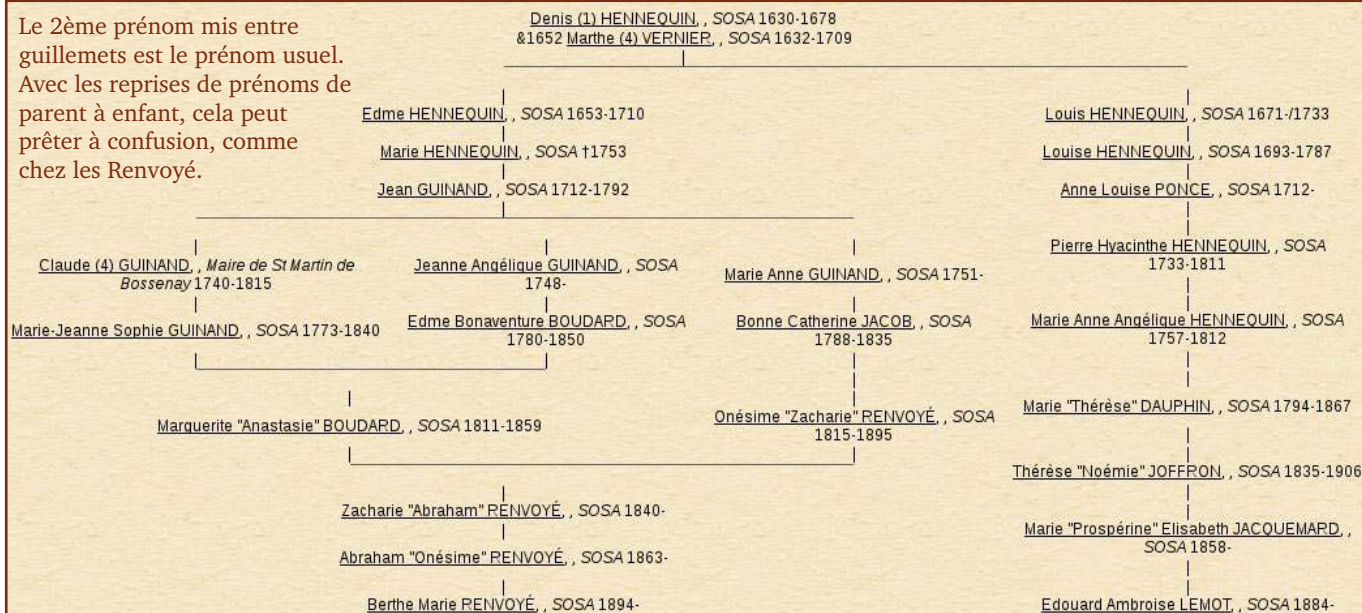 Le 2ème prénom mis entre
guillemets est le prénom usuel.
Avec les reprises de prénoms de
parent à enfant, cela peut
prêter à confusion, comme
chez les Renvoyé.
Denis (1) HENNEQUIN, , SOSA 1630-1678
&1652 Marthe (4) VERNIER, , SOSA 1632-1709
Edme HENNEQUIN, , SOSA 1653-1710
Louis HENNEQUIN, , SOSA 1671-/1733
Marie HENNEQUIN, , SOSA †1753
Louise HENNEQUIN, , SOSA 1693-1787
Jean GUINAND, , SOSA 1712-1792
Anne Louise PONCE, , SOSA 1712-
Claude (4) GUINAND, , Maire de St Martin de
Bossenay 1740-1815
Jeanne Angélique GUINAND, , SOSA
1748-
Marie Anne GUINAND, , SOSA 1751-
Pierre Hyacinthe HENNEQUIN, , SOSA
1733-1811
Marie-Jeanne Sophie GUINAND, , SOSA 1773-1840
Edme Bonaventure BOUDARD, , SOSA
1780-1850
Bonne Catherine JACOB, , SOSA
1788-1835
Marie Anne Angélique HENNEQUIN, , SOSA
1757-1812
Marguerite "Anastasie" BOUDARD, , SOSA 1811-1859
Onésime "Zacharie" RENVOYÉ, , SOSA
1815-1895
Marie "Thérèse" DAUPHIN, , SOSA 1794-1867
Thérèse "Noémie" JOFFRON, , SOSA 1835-1906
Zacharie "Abraham" RENVOYÉ, , SOSA 1840-
Marie "Prospérine" Elisabeth JACQUEMARD, ,
SOSA 1858-
Abraham "Onésime" RENVOYÉ, , SOSA 1863-
Berthe Marie RENVOYÉ, , SOSA 1894-
Edouard Ambroise LEMOT, , SOSA 1884-